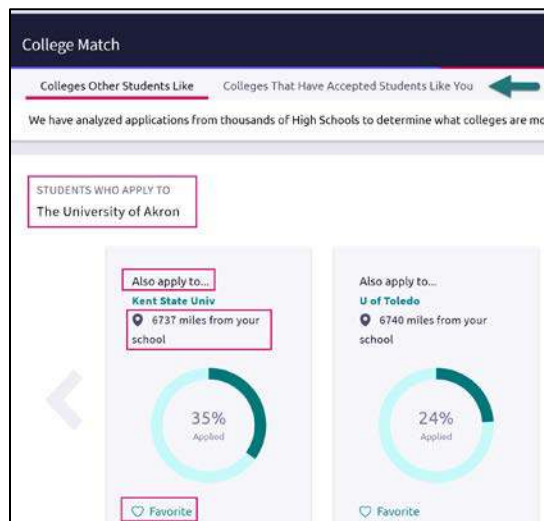 College Match
Colleges Other Students Like
Colleges That Have Accepted Students Like You
We have analyzed applications from thousands of High Schools to determine what colleges are
STUDENTS WHO APPLY TO
The University of Akron
Also apply to...
Kent State Univ
6737 miles from your
school
35%
Applied
Favorite
Also apply to...
U of Toledo
6740 miles from your
school
24%
Applied
Favorite